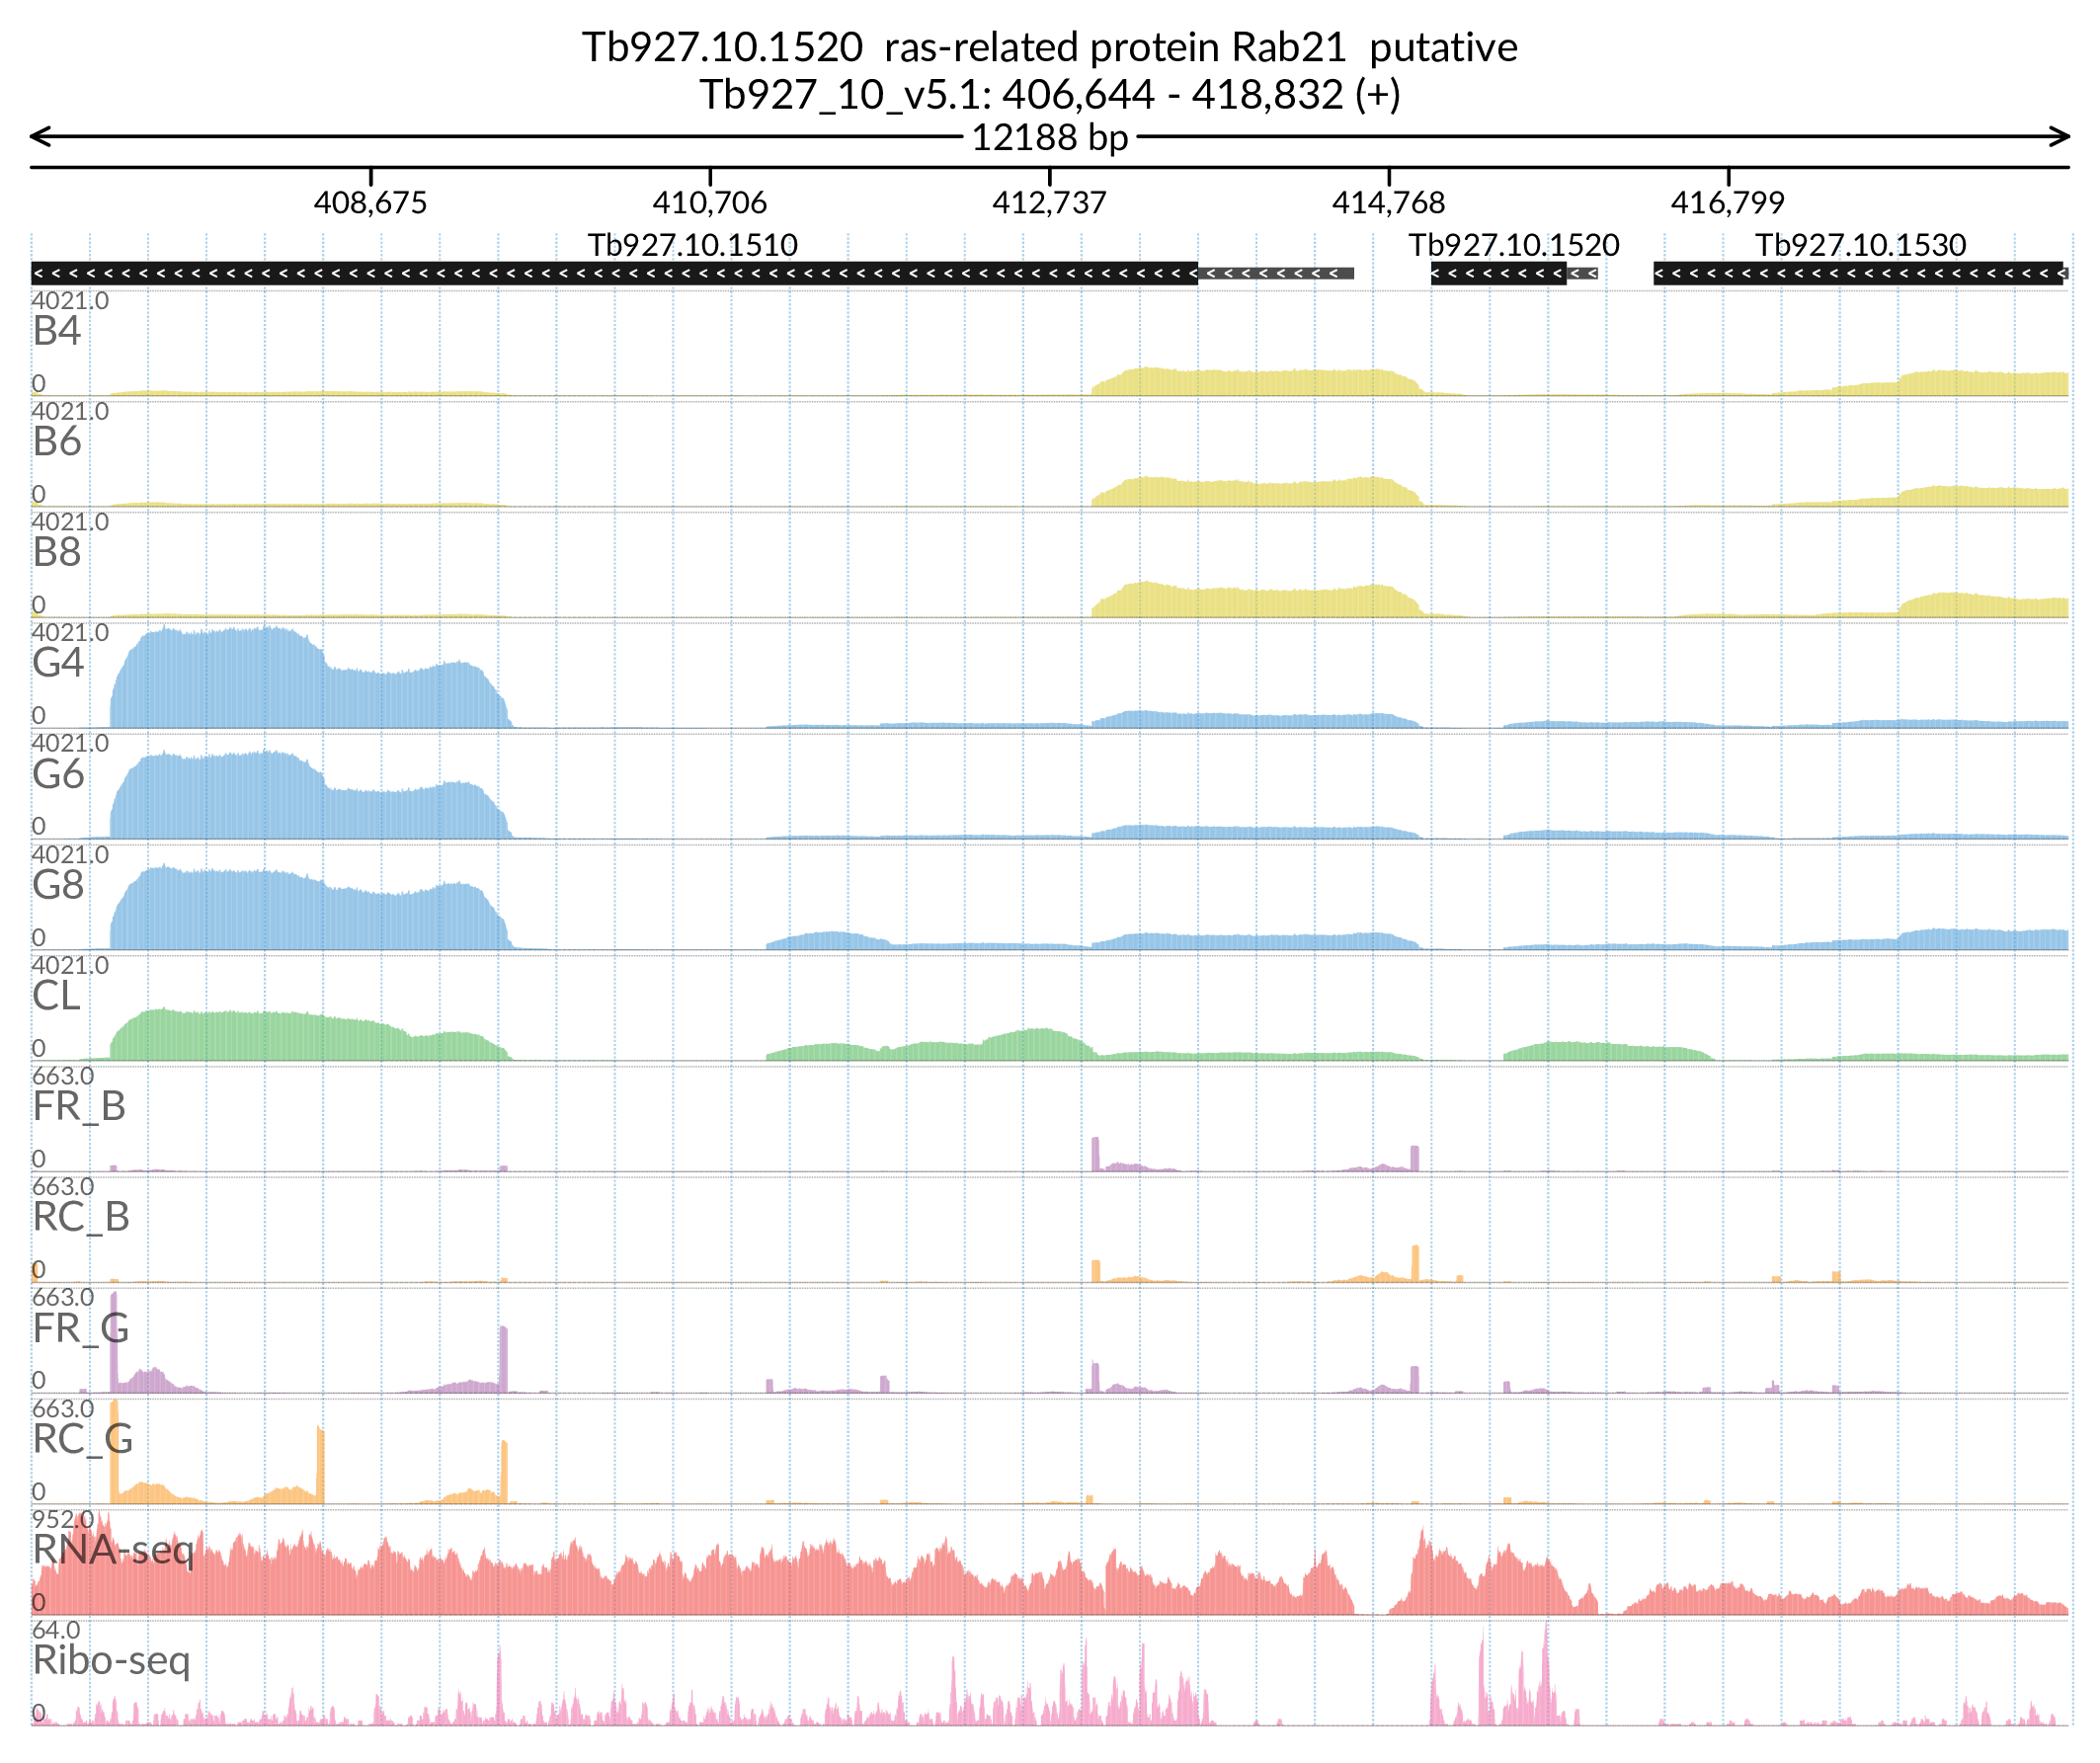 Tb927.10.1520  ras-related protein Rab21  putative
Tb927_10_v5.1: 406,644 - 418,832 (+)
12188 bp
408,675 410,706 412,737 414,768 416,799
Tb927.10.1510 Tb927.10.1520 Tb927.10.1530
4021.0
B4
0
4021.0
B6
0
4021.0
B8
0
4021.0
G4
0
4021.0
G6
0
4021.0
G8
0
4021.0
CL
0
663.0
FR_B
0
663.0
RC_B
0
663.0
FR_G
0
663.0
RC_G
0
952.0
RNA-seq
0
64.0
Ribo-seq
0